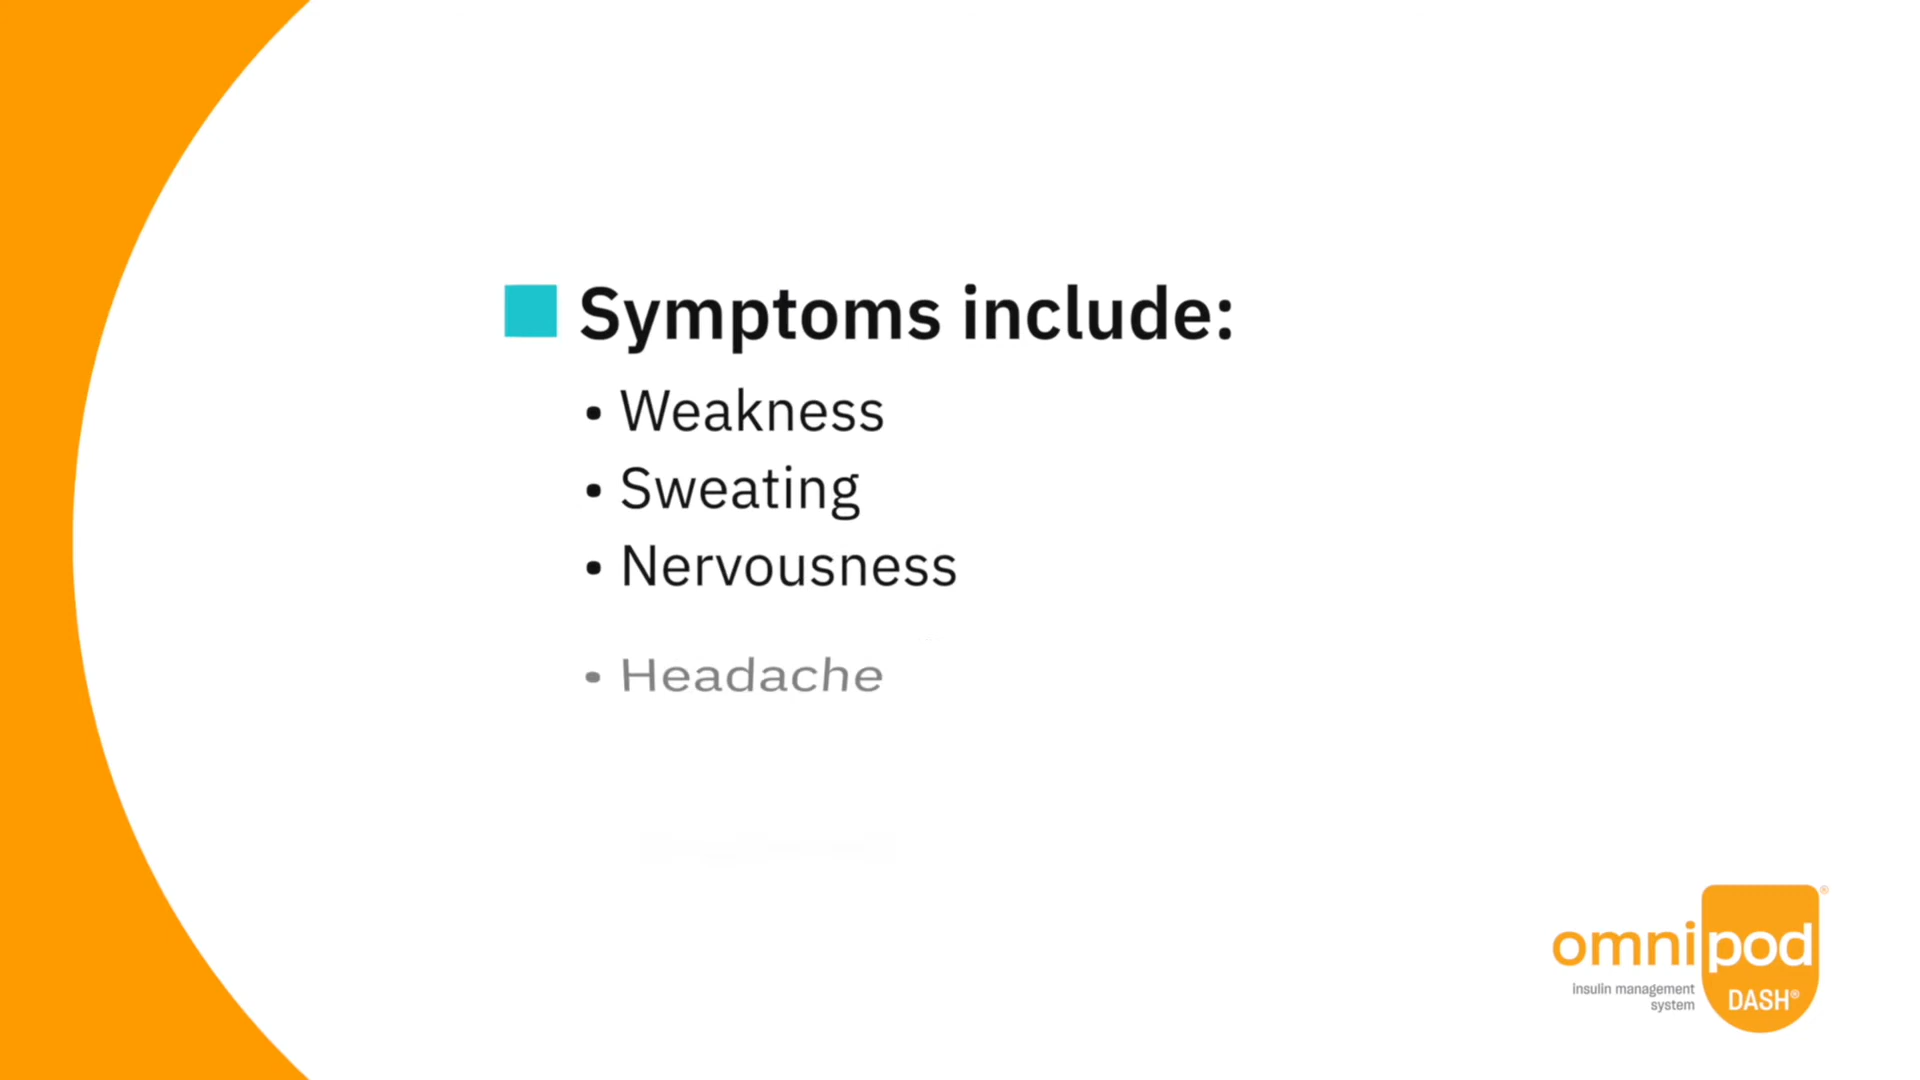 Symptoms include:
• Weakness
• Sweating
• Nervousness
• Headache
omnipod®
insulin management
system
DASH®